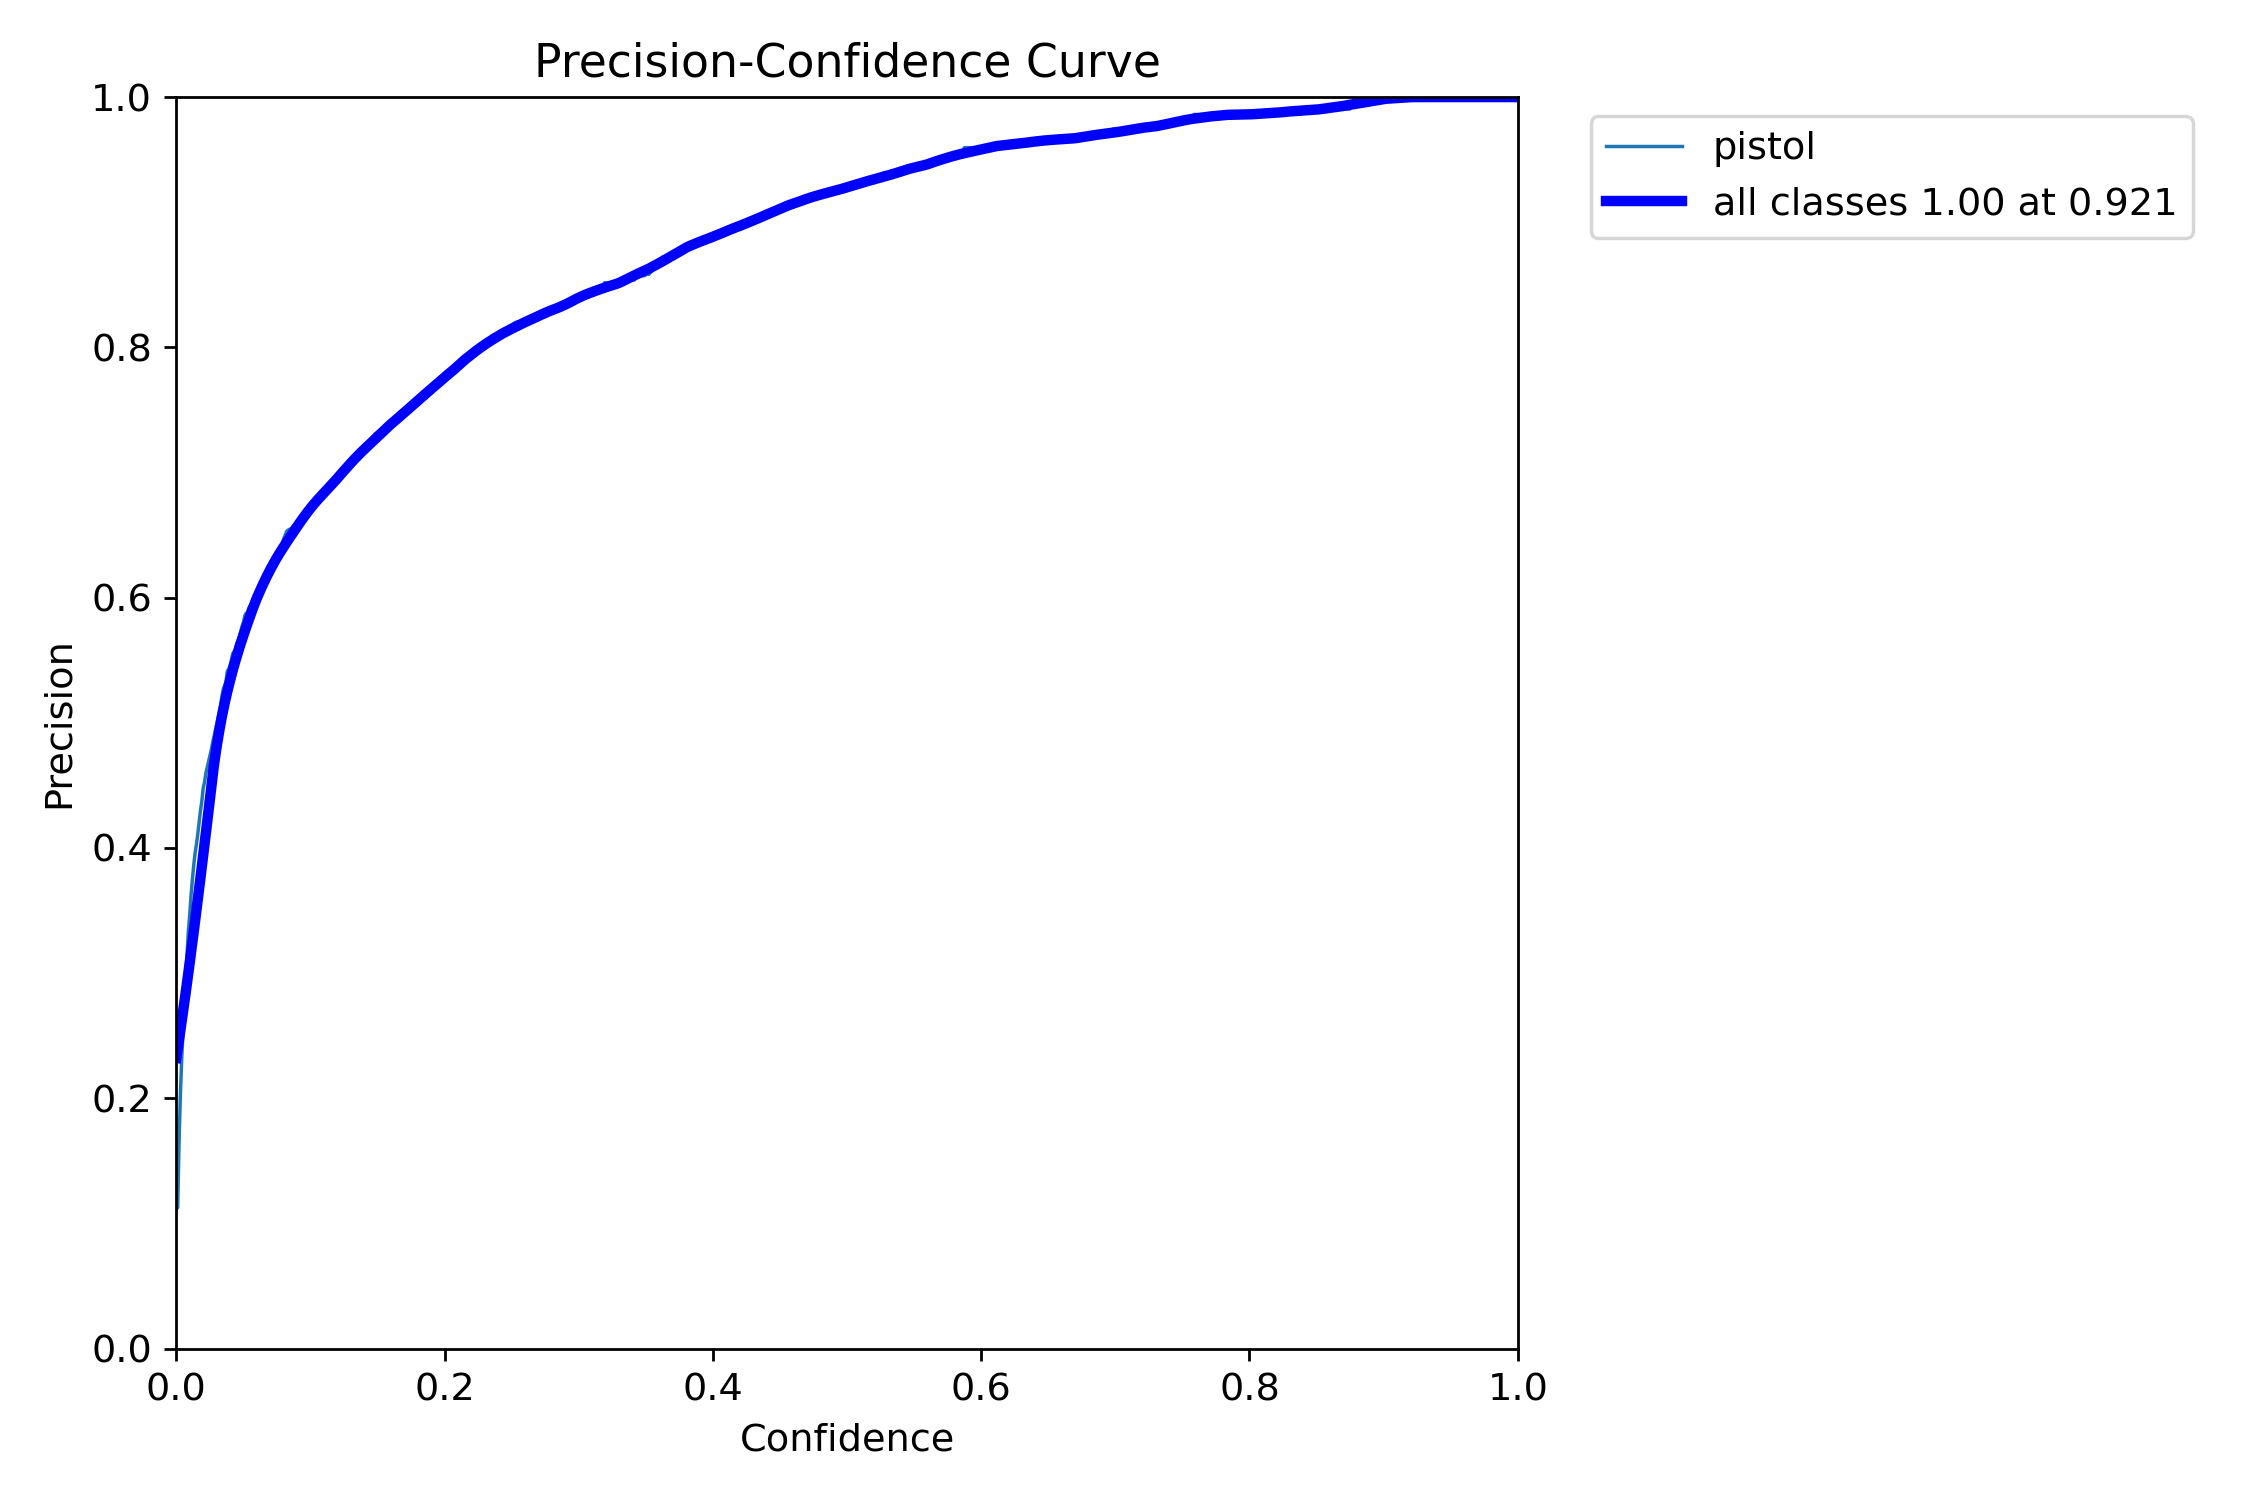 Precision-Confidence Curve
1.0
0.8
0.6
0.4
0.2
0.0
Precision
0.0 0.2 0.4 0.6 0.8 1.0
Confidence
pistol
all classes 1.00 at 0.921